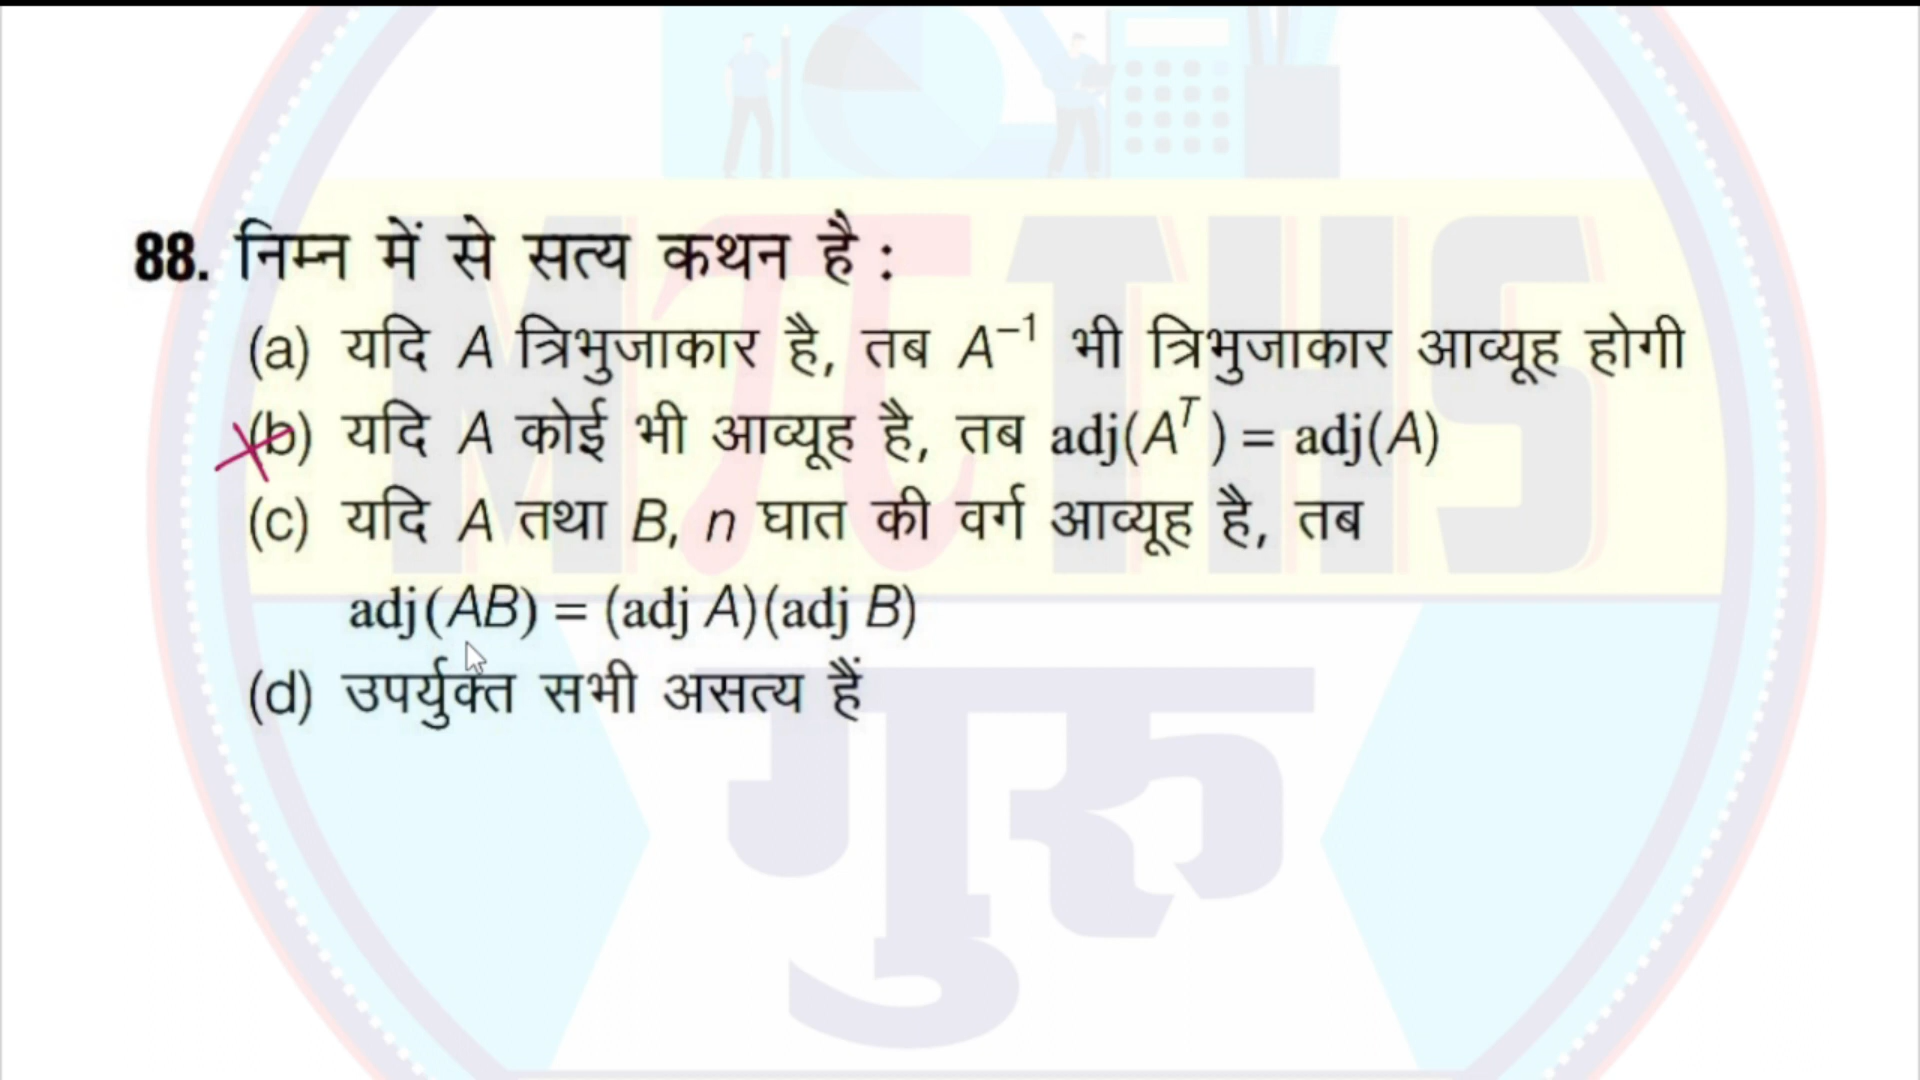 MπTHS
88. निम्न में से सत्य कथन है :
(a) यदि A त्रिभुजाकार है, तब A⁻¹ भी त्रिभुजाकार आव्यूह होगी
(b) यदि A कोई भी आव्यूह है, तब adj(Aᵀ) = adj(A)
(c) यदि A तथा B, n घात की वर्ग आव्यूह है, तब
adj(AB) = (adj A)(adj B)
(d) उपर्युक्त सभी असत्य हैं
गुरु